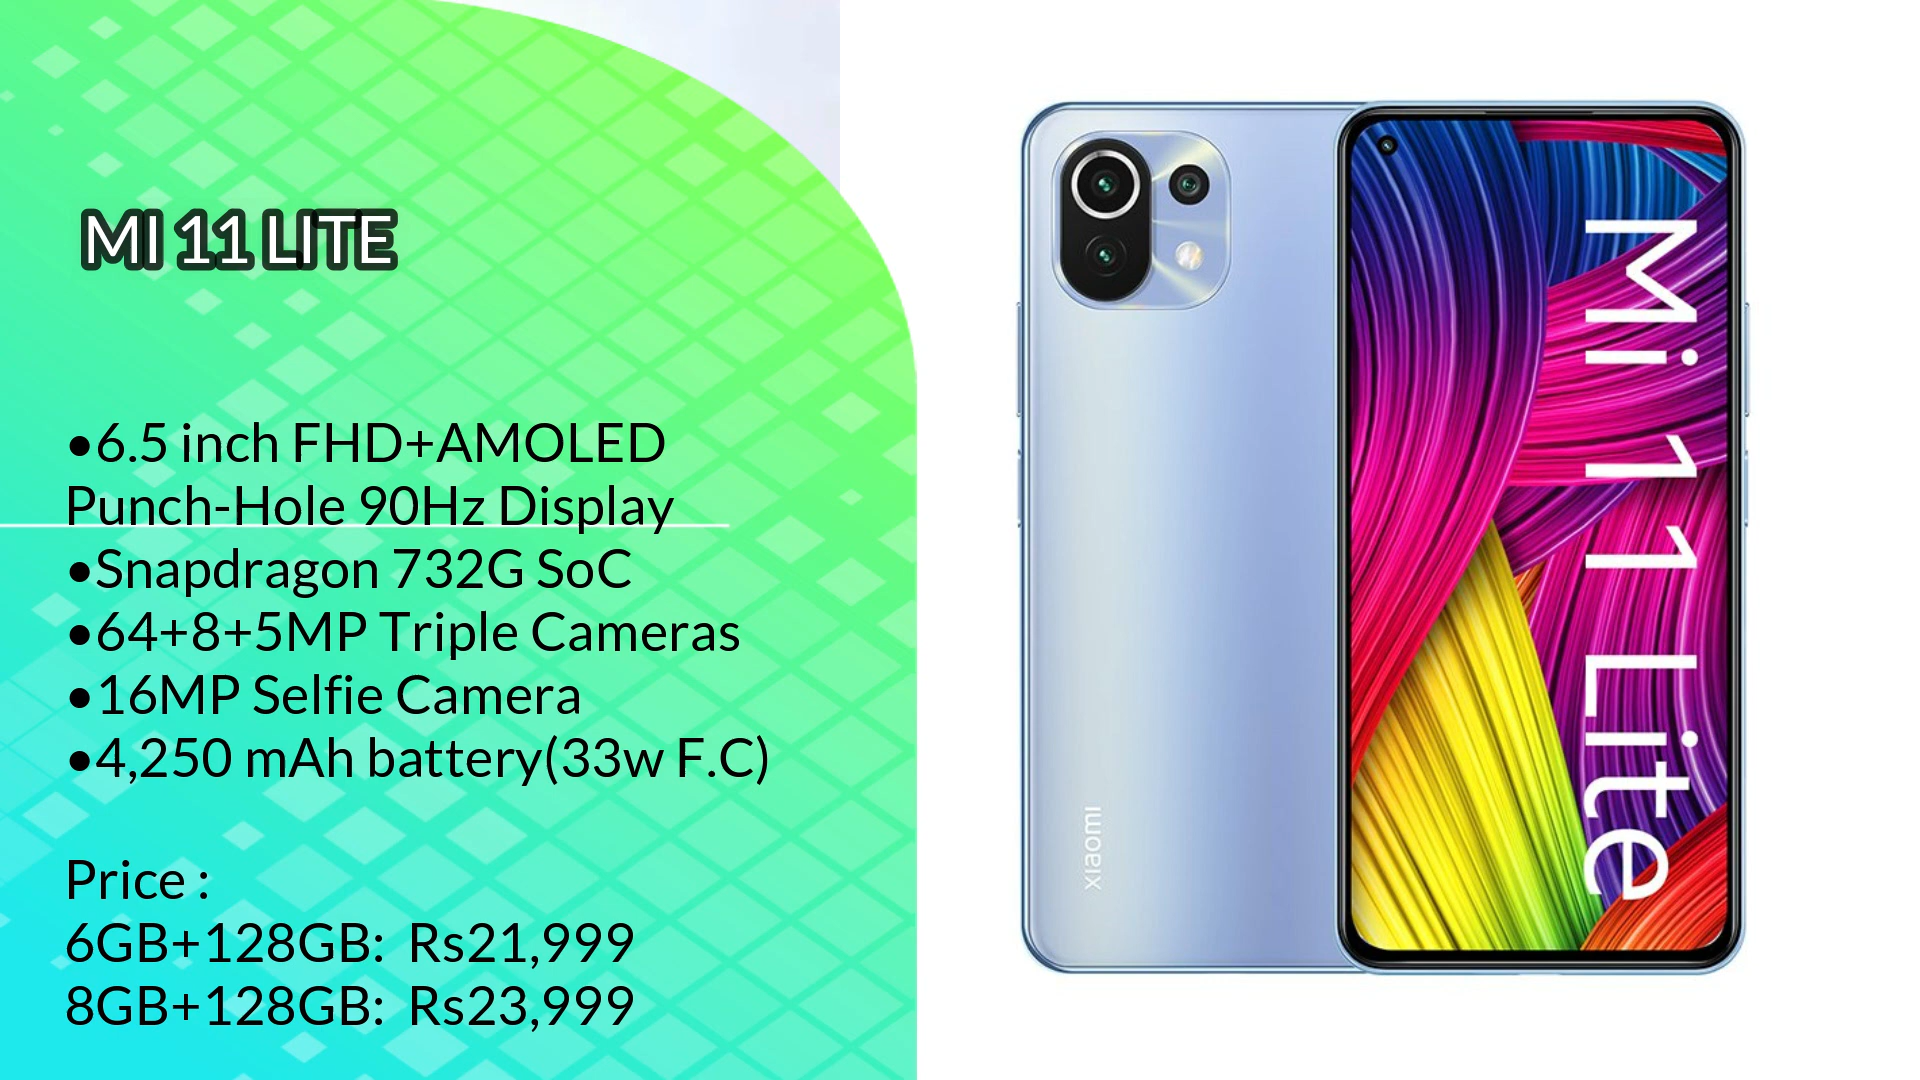 MI 11 LITE
•6.5 inch FHD+AMOLED
Punch-Hole 90Hz Display
•Snapdragon 732G SoC
•64+8+5MP Triple Cameras
•16MP Selfie Camera
•4,250 mAh battery(33w F.C)
Price :
6GB+128GB: Rs21,999
8GB+128GB: Rs23,999
xiaomi
Mi 11 Lite